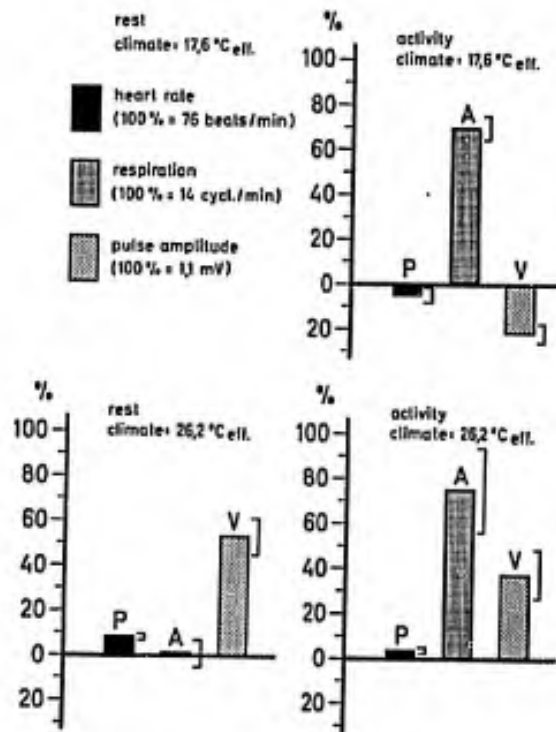 rest
climate= 17,6 °C eff.
heart rate
(100 % = 76 beats/min)
respiration
(100 % = 14 cycl./min)
pulse amplitude
(100 % = 1,1 mV)
%
activity
climate= 17,6 °C eff.
100
80
60
40
20
0
20
P
A
V
%
rest
climate= 26,2 °C eff.
100
80
60
40
20
0
20
P
A
V
%
activity
climate= 26,2 °C eff.
100
80
60
40
20
0
20
P
A
V